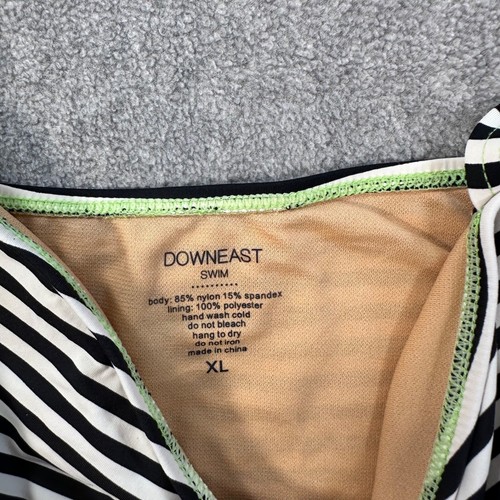 DOWNEAST
SWIM
body: 85% nylon 15% spandex
lining: 100% polyester
hand wash cold
do not bleach
hang to dry
do not iron
made in china
XL